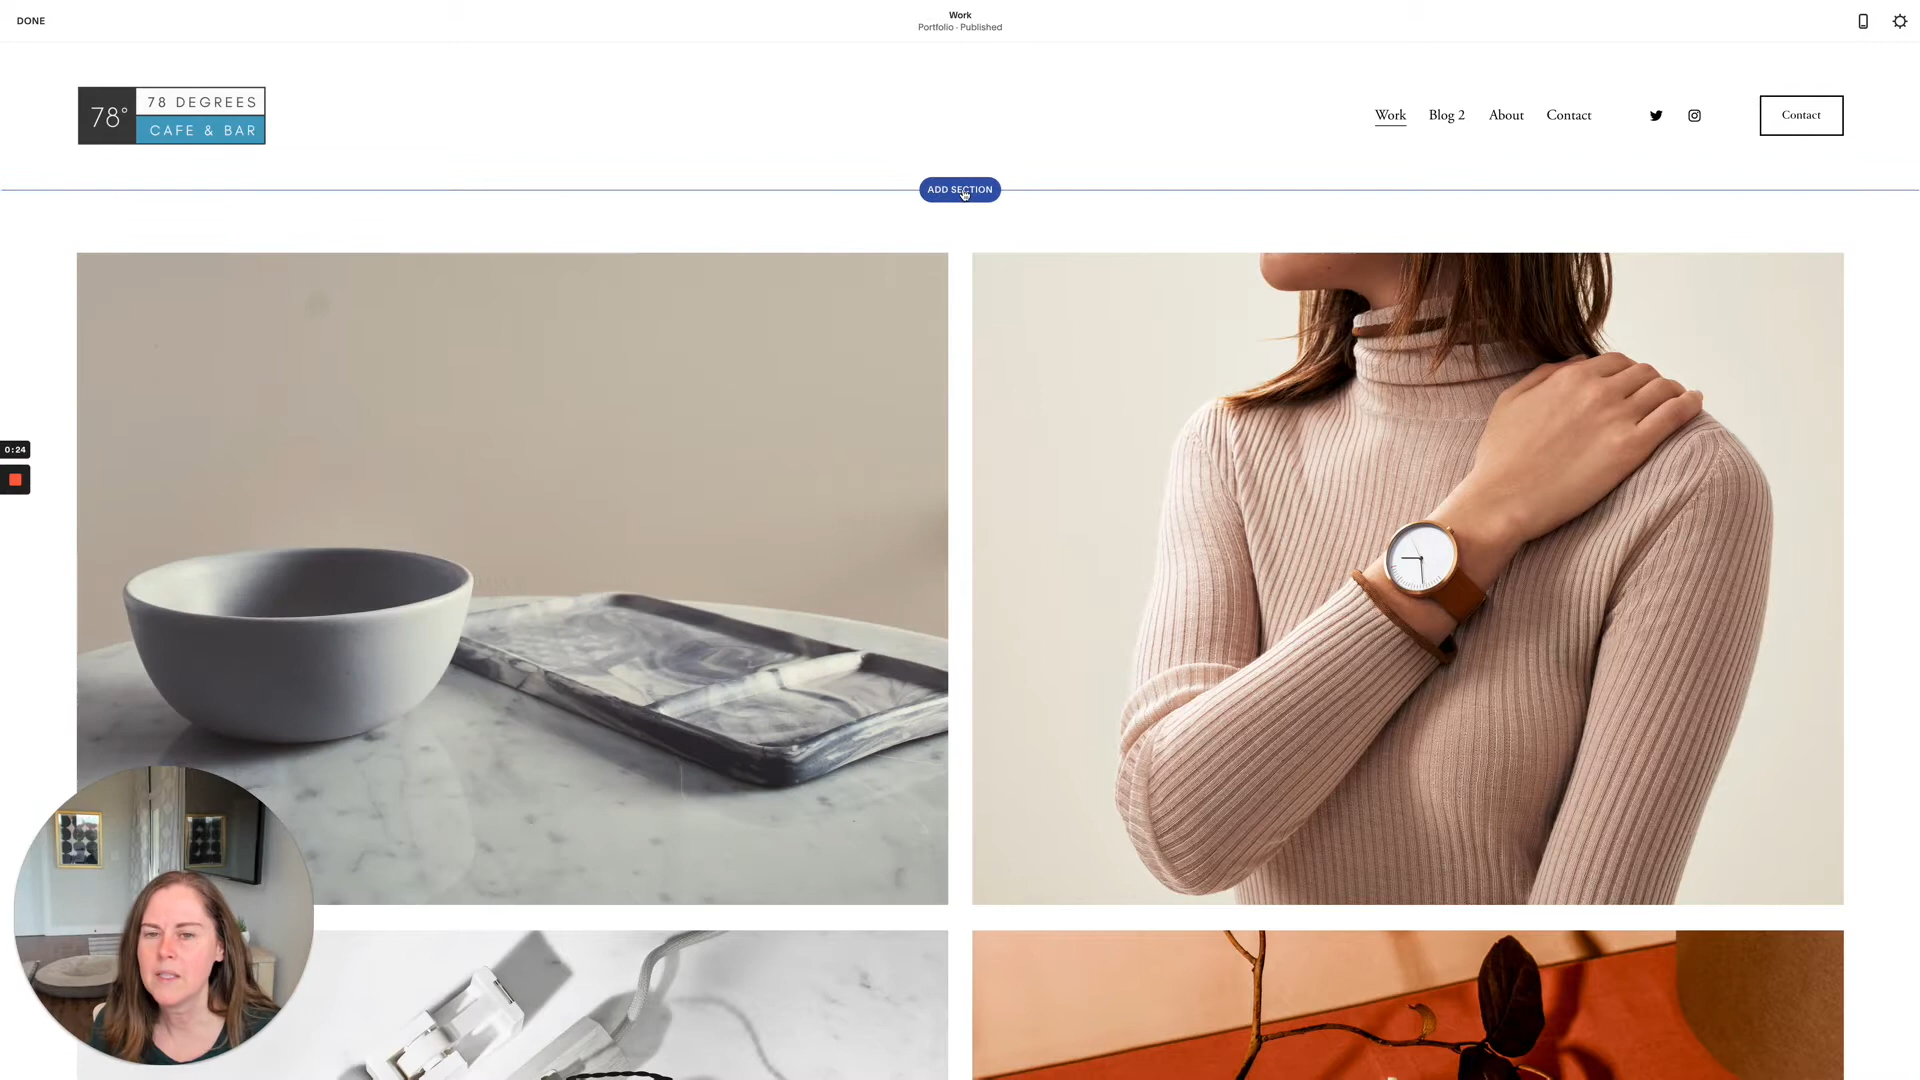 DONE
Work
Portfolio · Published
78°
78 DEGREES
CAFE & BAR
Work
Blog 2
About
Contact
Contact
ADD SECTION
0:24